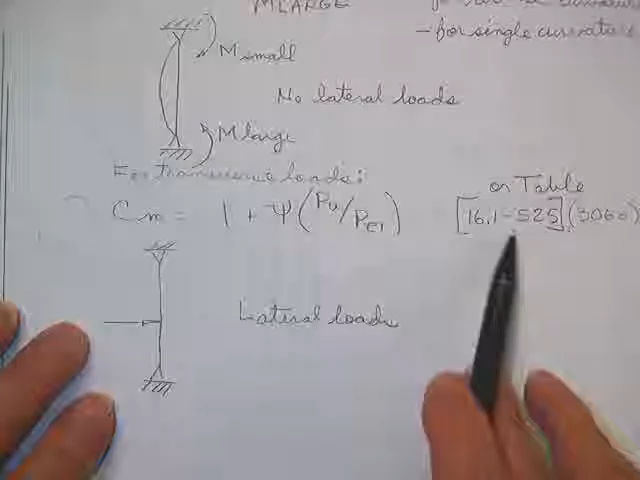 MLARGE
- for single curvature
Msmall
No lateral loads
Mlarge
For transverse loads:
or Table
Cm = 1 + Ψ(Pu/Pe1) [16.1-525](3060)
Lateral loads